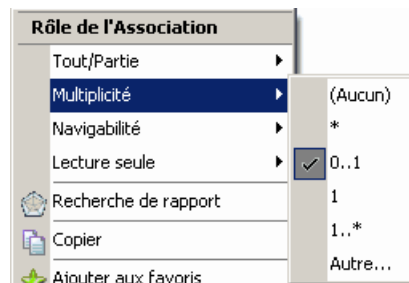 Rôle de l'Association
Tout/Partie
Multiplicité
Navigabilité
Lecture seule
Recherche de rapport
Copier
Ajouter aux favoris
(Aucun)
*
0..1
1
1..*
Autre...